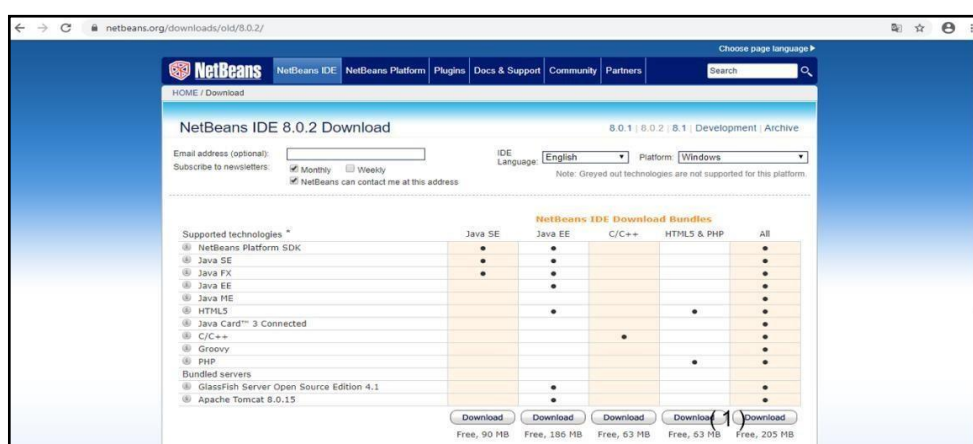 netbeans.org/downloads/old/8.0.2/
Choose page language
NetBeans
NetBeans IDE NetBeans Platform Plugins Docs & Support Community Partners Search
HOME / Download
NetBeans IDE 8.0.2 Download
8.0.1 | 8.0.2 | 8.1 | Development | Archive
Email address (optional):
IDE Language: English Platform: Windows
Subscribe to newsletters: Monthly Weekly
Note: Greyed out technologies are not supported for this platform.
NetBeans can contact me at this address
NetBeans IDE Download Bundles
Supported technologies * Java SE Java EE C/C++ HTML5 & PHP All
NetBeans Platform SDK
Java SE
Java FX
Java EE
Java ME
HTML5
Java Card™ 3 Connected
C/C++
Groovy
PHP
Bundled servers
GlassFish Server Open Source Edition 4.1
Apache Tomcat 8.0.15
Download Download Download Download (1) Download
Free, 90 MB Free, 186 MB Free, 63 MB Free, 63 MB Free, 205 MB